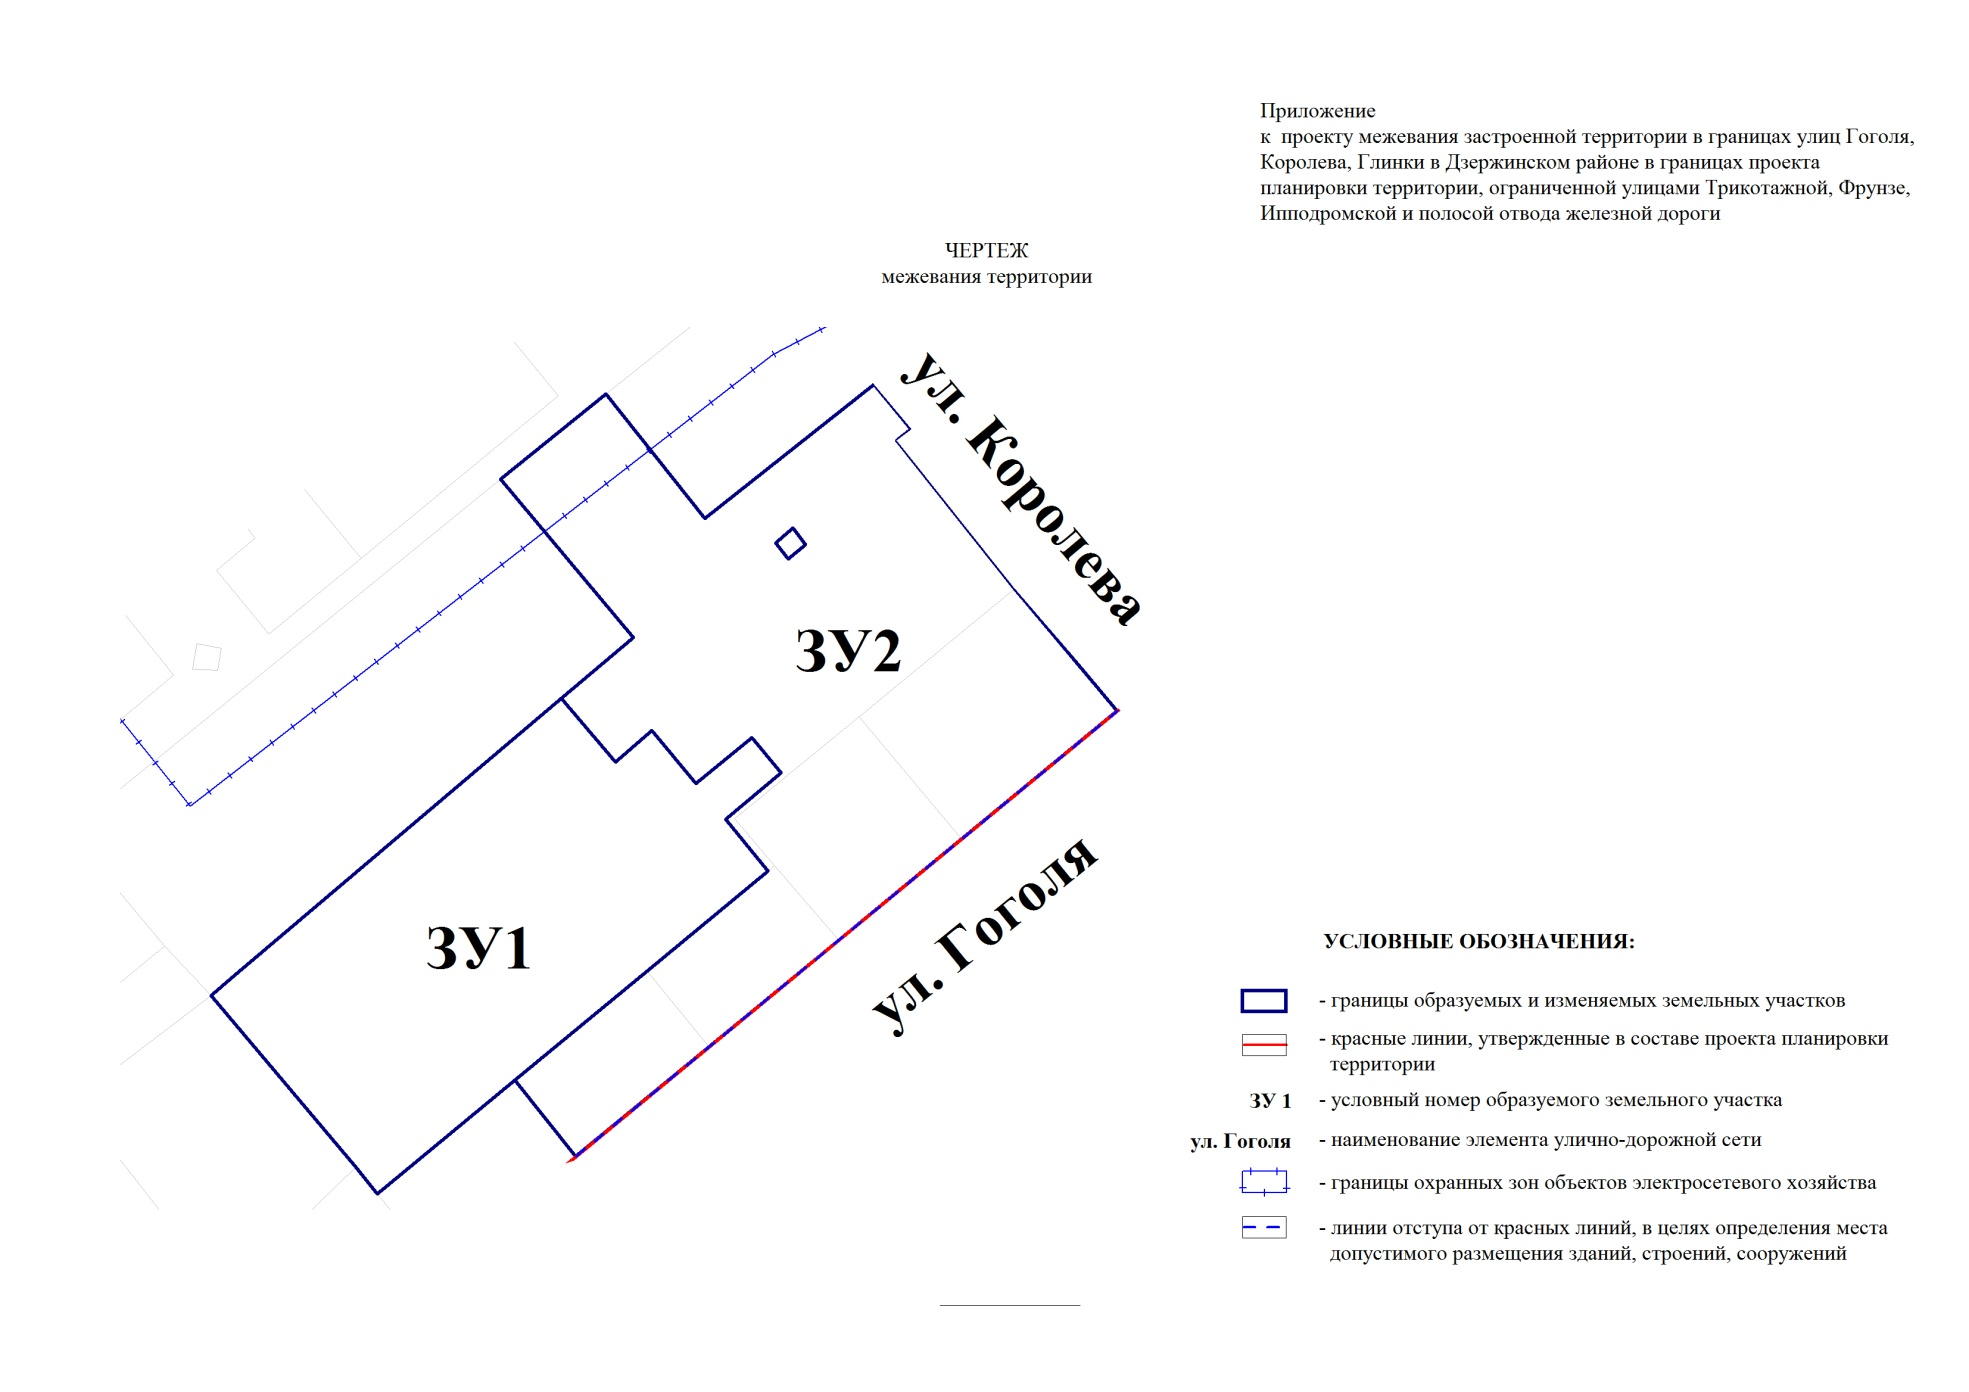 Приложение
к проекту межевания застроенной территории в границах улиц Гоголя,
Королева, Глинки в Дзержинском районе в границах проекта
планировки территории, ограниченной улицами Трикотажной, Фрунзе,
Ипподромской и полосой отвода железной дороги
ЧЕРТЕЖ
межевания территории
ул. Королева
ЗУ2
ЗУ1
ул. Гоголя
УСЛОВНЫЕ ОБОЗНАЧЕНИЯ:
- границы образуемых и изменяемых земельных участков
- красные линии, утвержденные в составе проекта планировки
территории
ЗУ 1 - условный номер образуемого земельного участка
ул. Гоголя - наименование элемента улично-дорожной сети
- границы охранных зон объектов электросетевого хозяйства
- линии отступа от красных линий, в целях определения места
допустимого размещения зданий, строений, сооружений